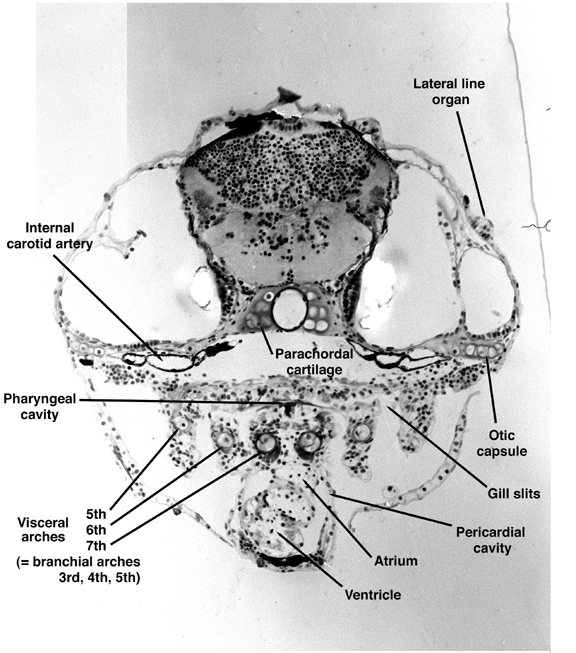 Lateral line
organ
Internal
carotid artery
Parachordal
cartilage
Pharyngeal
cavity
Otic
capsule
Gill slits
5th
Visceral
arches
6th
7th
(= branchial arches
3rd, 4th, 5th)
Pericardial
cavity
Atrium
Ventricle